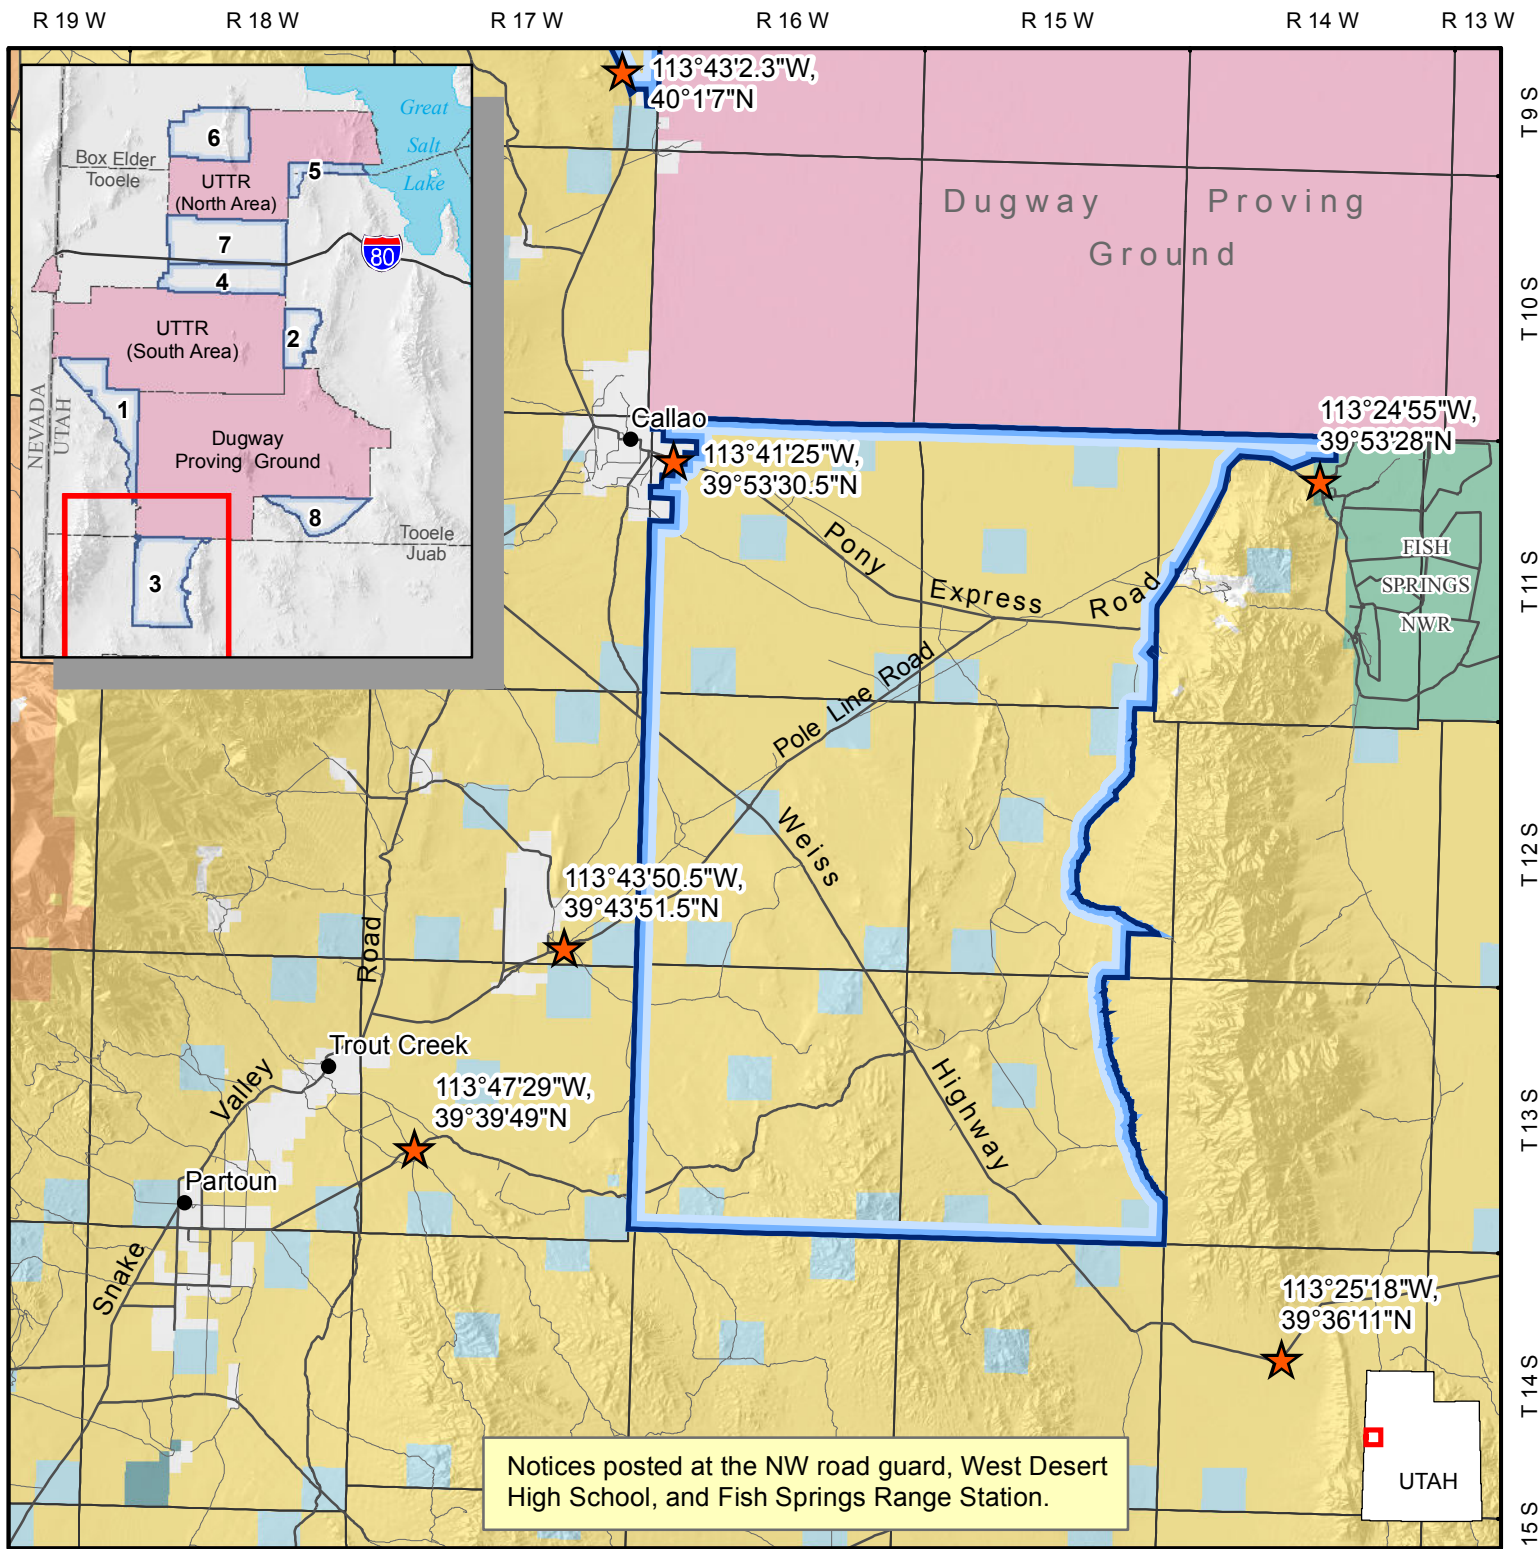 R 19 W
R 18 W
R 17 W
R 16 W
R 15 W
R 14 W
R 13 W
T 9 S
T 10 S
T 11 S
T 12 S
T 13 S
T 14 S
15 S
Great
Salt
Lake
Box Elder
Tooele
6
5
UTTR
(North Area)
7
80
4
UTTR
(South Area)
2
NEVADA
UTAH
1
Dugway
Proving Ground
8
Tooele
Juab
3
113°43'2.3"W,
40°1'7"N
Dugway Proving
Ground
Callao
113°41'25"W,
39°53'30.5"N
113°24'55"W,
39°53'28"N
Pony Express Road
FISH
SPRINGS
NWR
Pole Line Road
Weiss Highway
113°43'50.5"W,
39°43'51.5"N
Snake Valley Road
Trout Creek
113°47'29"W,
39°39'49"N
Partoun
113°25'18"W,
39°36'11"N
Notices posted at the NW road guard, West Desert
High School, and Fish Springs Range Station.
UTAH